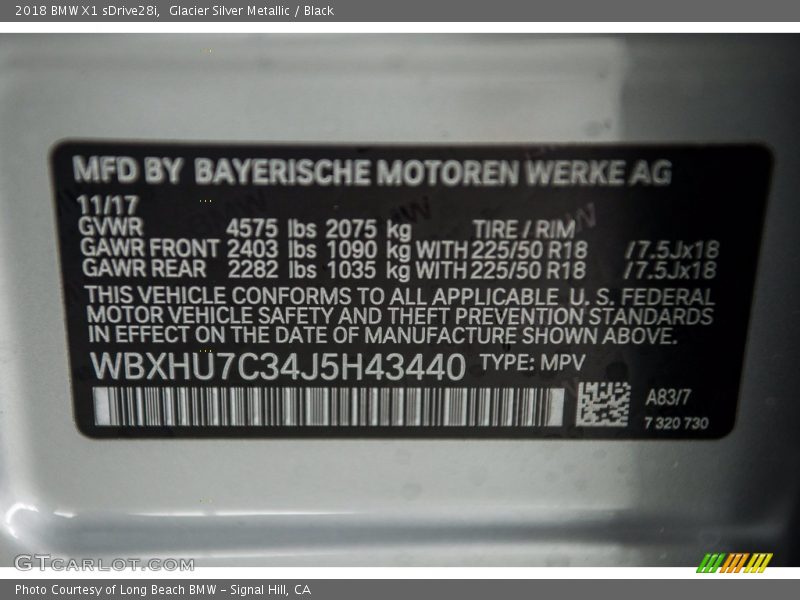 2018 BMW X1 sDrive28i, Glacier Silver Metallic / Black
MFD BY BAYERISCHE MOTOREN WERKE AG
11/17
GVWR 4575 lbs 2075 kg TIRE / RIM
GAWR FRONT 2403 lbs 1090 kg WITH 225/50 R18 /7.5Jx18
GAWR REAR 2282 lbs 1035 kg WITH 225/50 R18 /7.5Jx18
THIS VEHICLE CONFORMS TO ALL APPLICABLE U. S. FEDERAL
MOTOR VEHICLE SAFETY AND THEFT PREVENTION STANDARDS
IN EFFECT ON THE DATE OF MANUFACTURE SHOWN ABOVE.
WBXHU7C34J5H43440 TYPE: MPV
A83/7
7 320 730
GTCarLot.com
Photo Courtesy of Long Beach BMW - Signal Hill, CA